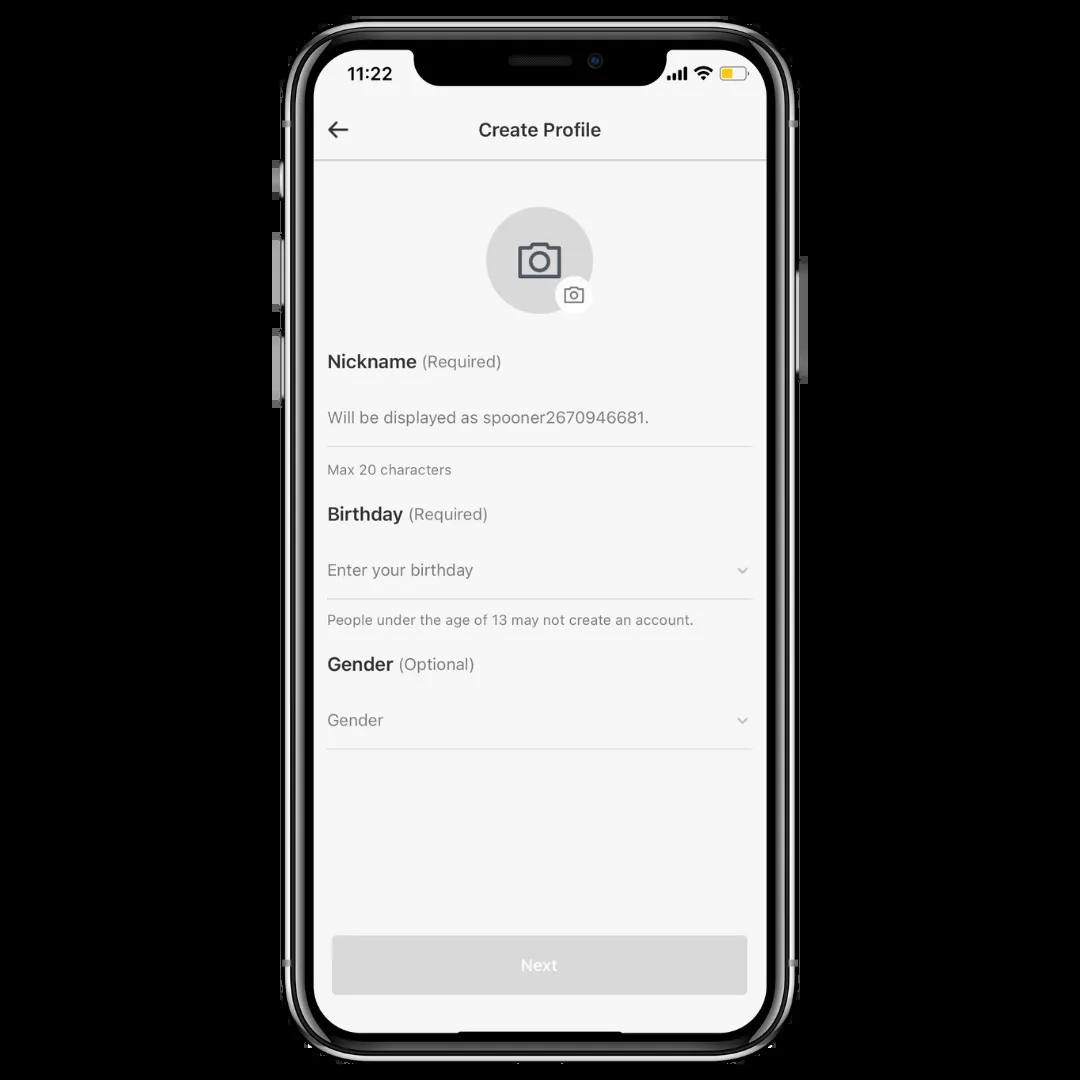 11:22
Create Profile
Nickname (Required)
Will be displayed as spooner2670946681.
Max 20 characters
Birthday (Required)
Enter your birthday
People under the age of 13 may not create an account.
Gender (Optional)
Gender
Next